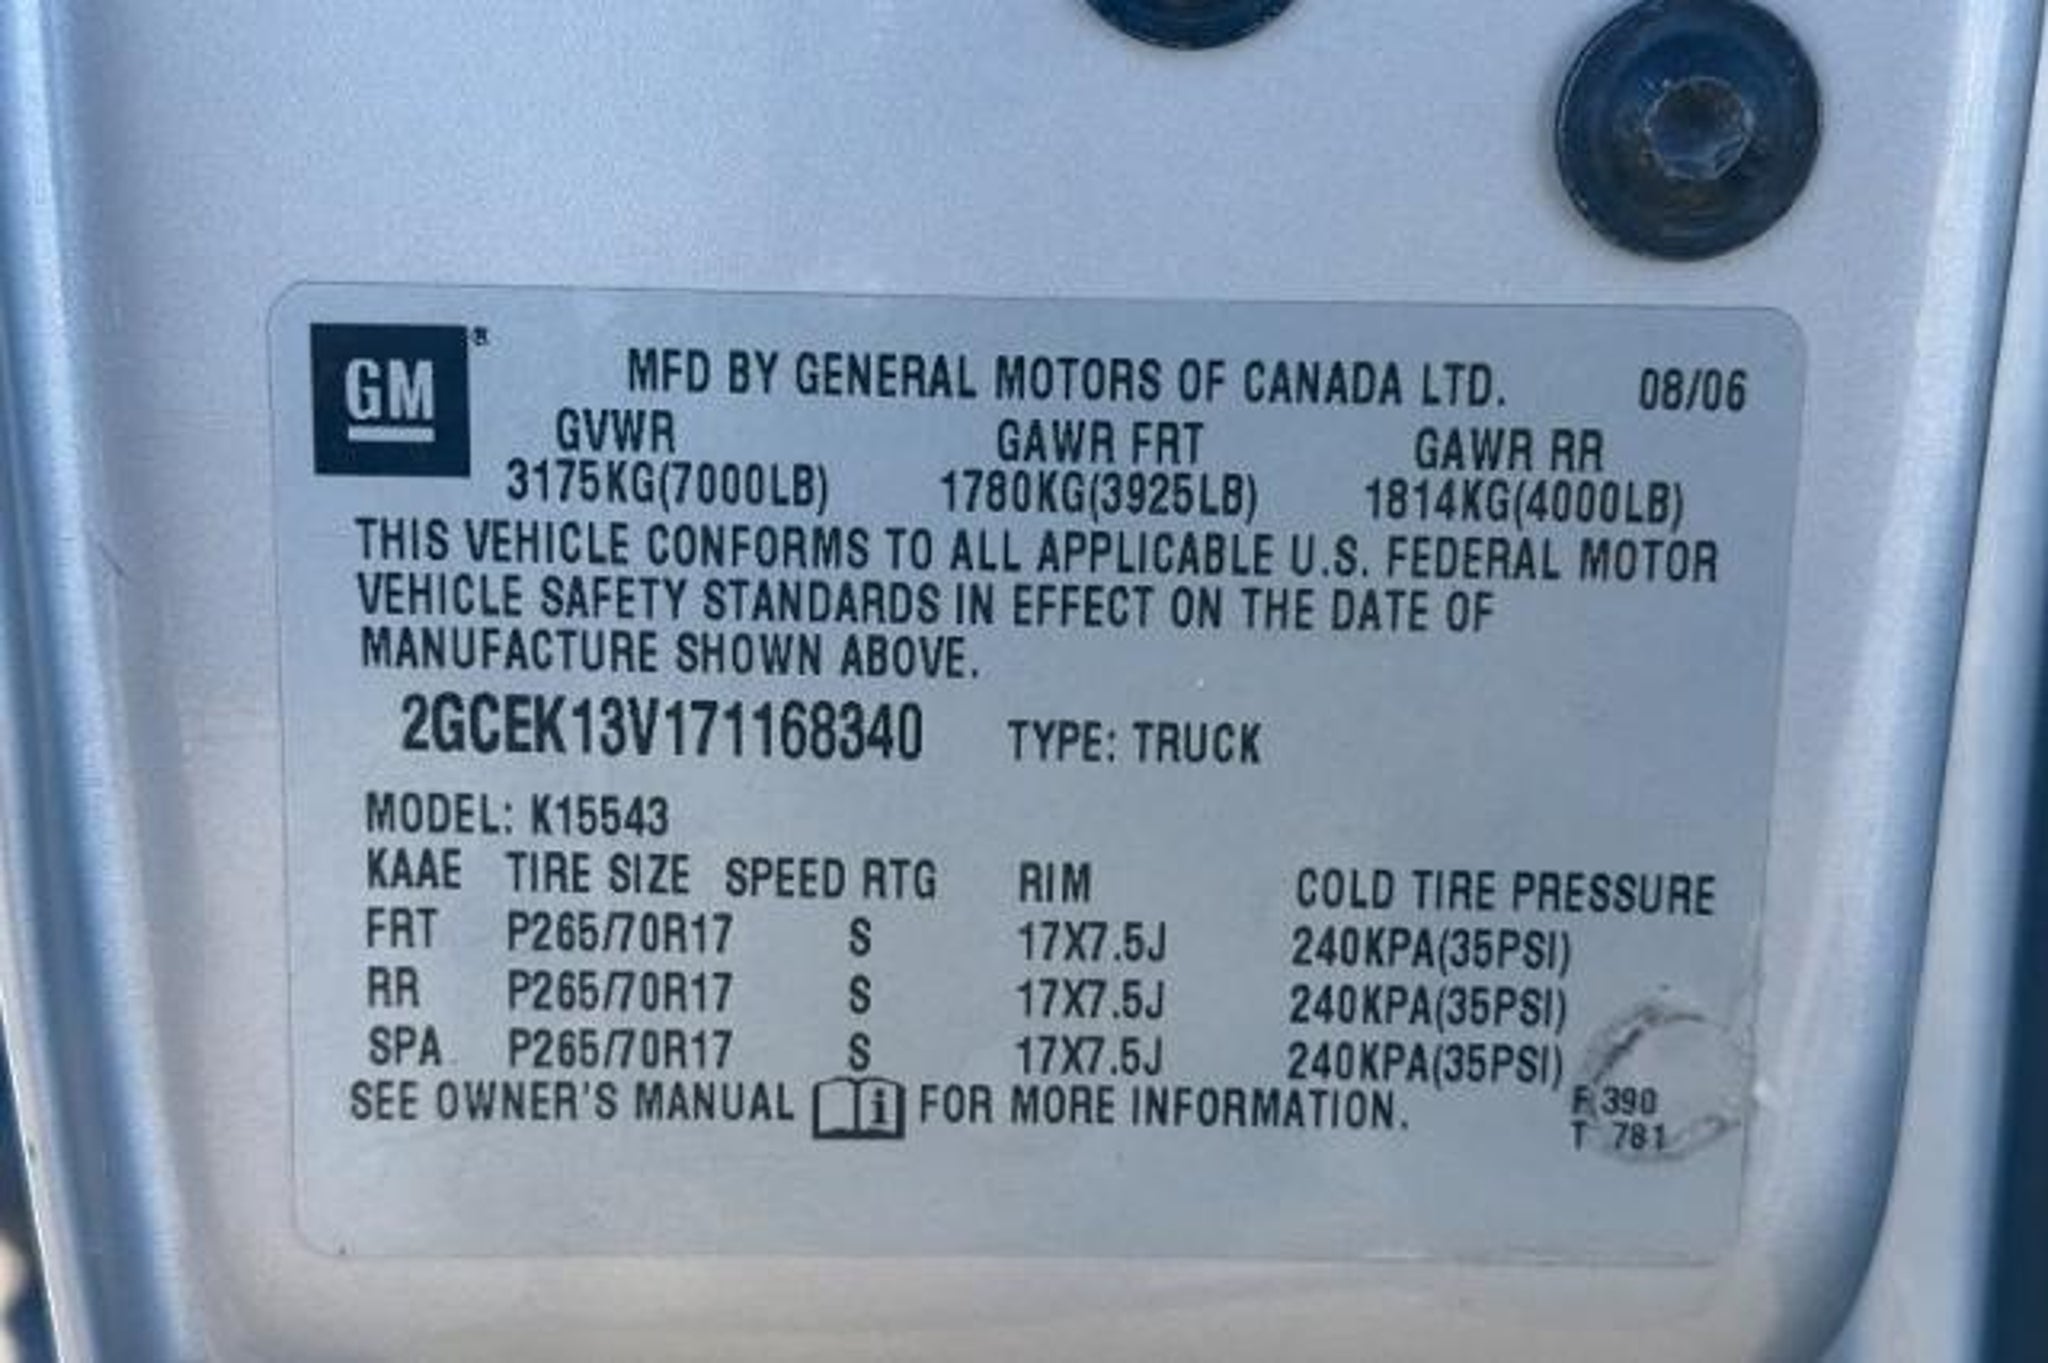 GM®
MFD BY GENERAL MOTORS OF CANADA LTD. 08/06
GVWR GAWR FRT GAWR RR
3175KG(7000LB) 1780KG(3925LB) 1814KG(4000LB)
THIS VEHICLE CONFORMS TO ALL APPLICABLE U.S. FEDERAL MOTOR
VEHICLE SAFETY STANDARDS IN EFFECT ON THE DATE OF
MANUFACTURE SHOWN ABOVE.
2GCEK13V171168340 TYPE: TRUCK
MODEL: K15543
KAAE TIRE SIZE SPEED RTG RIM COLD TIRE PRESSURE
FRT P265/70R17 S 17X7.5J 240KPA(35PSI)
RR P265/70R17 S 17X7.5J 240KPA(35PSI)
SPA P265/70R17 S 17X7.5J 240KPA(35PSI)
SEE OWNER'S MANUAL i FOR MORE INFORMATION.
F 390
T 781